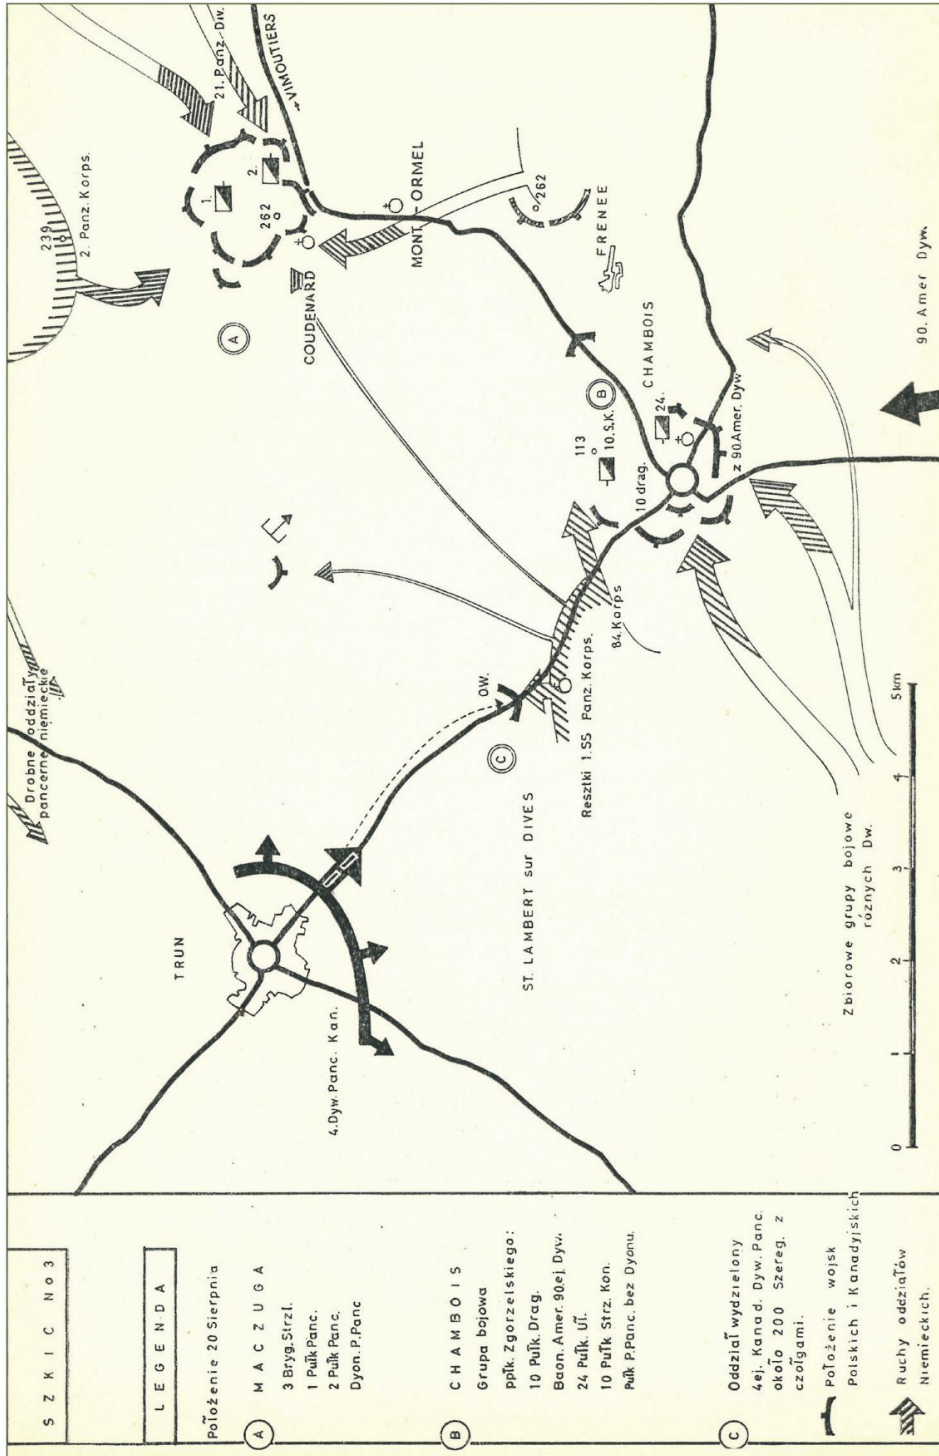 SZKIC No3
LEGENDA
Położenie 20 Sierpnia
A
MACZUGA
3 Bryg. Strzl.
1 Pułk Panc.
2 Pułk Panc.
Dyon. P.Panc
B
CHAMBOIS
Grupa bojowa
ppłk. Zgorzelskiego:
10 Pułk. Drag.
Baon. Amer. 90.ej. Dyw.
24 Pułk. Uł.
10 Pułk Strz. Kon.
Pułk P.Panc. bez Dyonu.
C
Oddział wydzielony
4ej. Kanad. Dyw. Panc.
około 200 Szereg. z
czołgami.
Położenie wojsk
Polskich i Kanadyjskich
Ruchy oddziałów
Niemieckich.
Drobne oddziały
pancerne niemieckie
239
2. Panz. Korps.
21. Panz. Div.
VIMOUTIERS
1.
2.
262
A
COUDENARD
MONT-ORMEL
262
FRENEE
TRUN
4.Dyw. Panc. Kan.
OW.
C
ST. LAMBERT sur DIVES
Resztki 1.SS Panz. Korps.
84. Korps
113
10.S.K.
B
10 drag.
24.
CHAMBOIS
z 90.Amer. Dyw
90. Amer Dyw.
Zbiorowe grupy bojowe
różnych Dw.
0 1 2 3 4 5 km